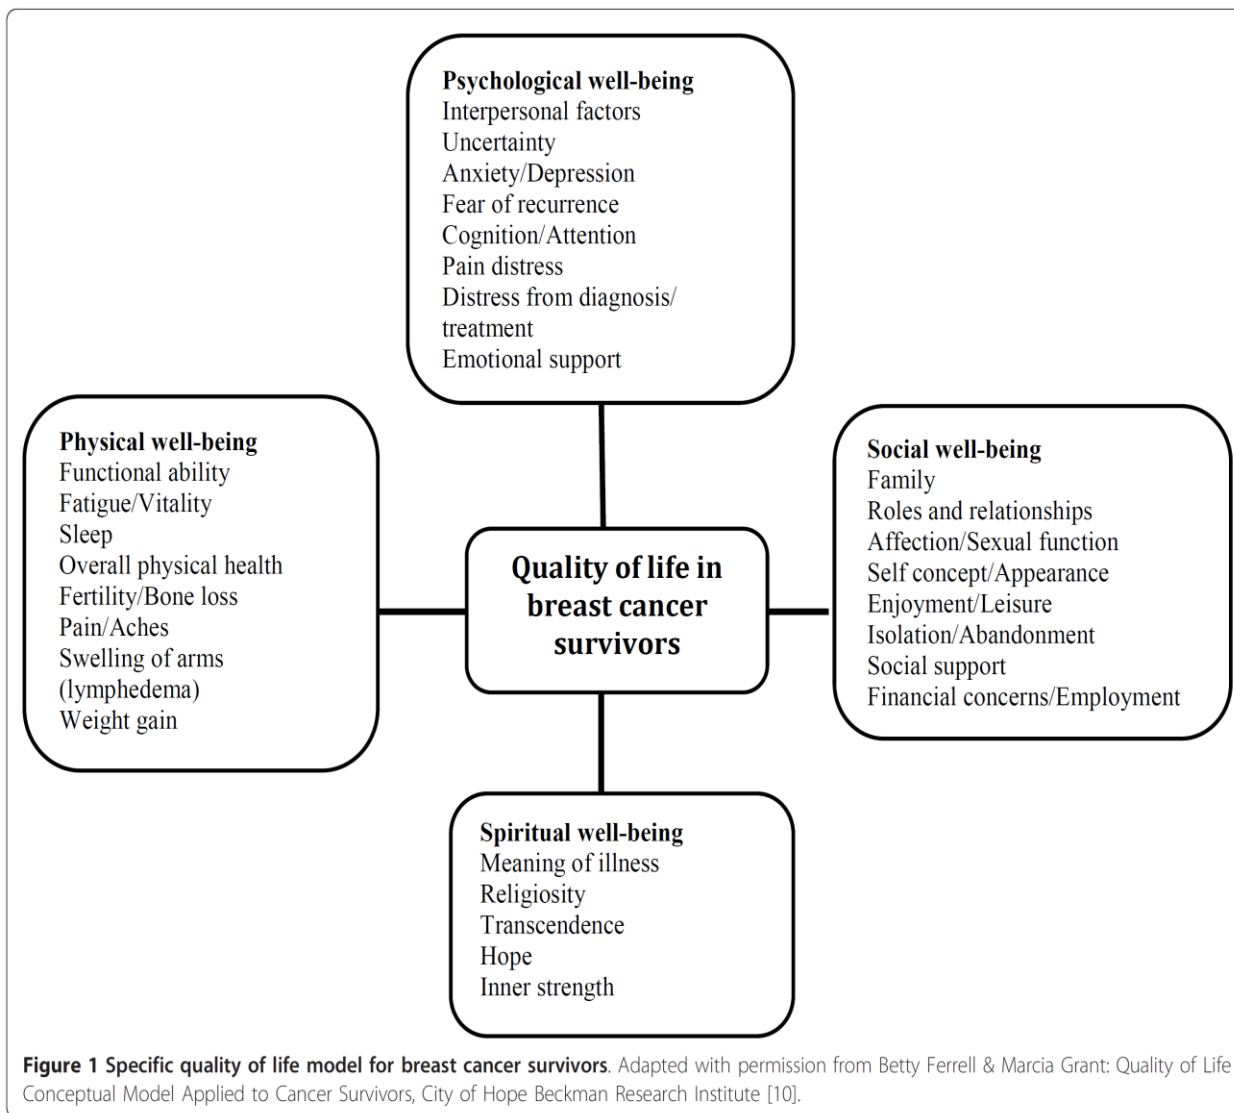 Psychological well-being
Interpersonal factors
Uncertainty
Anxiety/Depression
Fear of recurrence
Cognition/Attention
Pain distress
Distress from diagnosis/
treatment
Emotional support
Physical well-being
Functional ability
Fatigue/Vitality
Sleep
Overall physical health
Fertility/Bone loss
Pain/Aches
Swelling of arms
(lymphedema)
Weight gain
Quality of life in
breast cancer
survivors
Social well-being
Family
Roles and relationships
Affection/Sexual function
Self concept/Appearance
Enjoyment/Leisure
Isolation/Abandonment
Social support
Financial concerns/Employment
Spiritual well-being
Meaning of illness
Religiosity
Transcendence
Hope
Inner strength
Figure 1 Specific quality of life model for breast cancer survivors. Adapted with permission from Betty Ferrell & Marcia Grant: Quality of Life
Conceptual Model Applied to Cancer Survivors, City of Hope Beckman Research Institute [10].